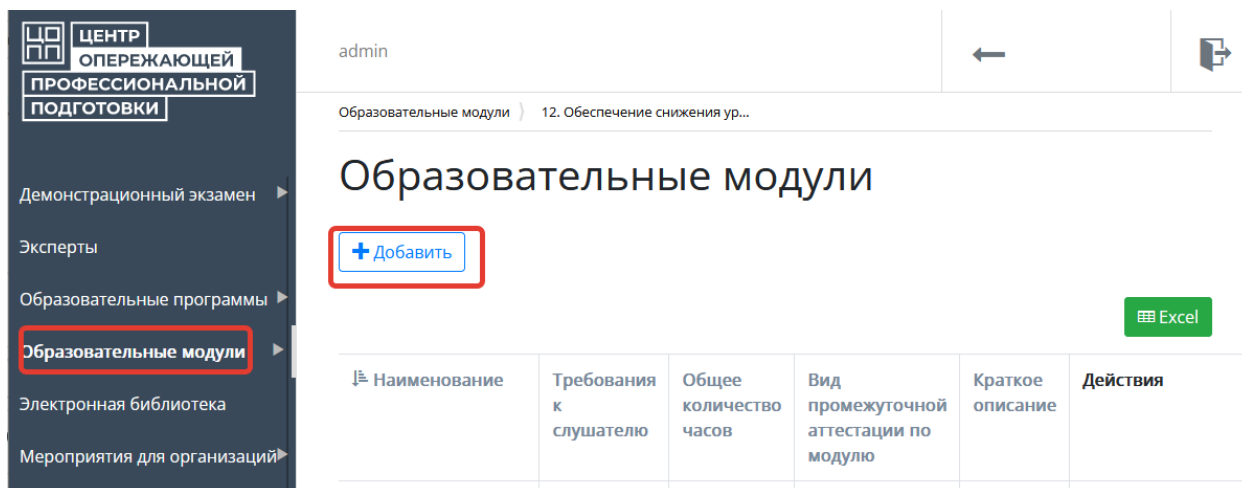 ЦО
ПП
ЦЕНТР
ОПЕРЕЖАЮЩЕЙ
ПРОФЕССИОНАЛЬНОЙ
ПОДГОТОВКИ
admin
Образовательные модули
12. Обеспечение снижения ур...
Образовательные модули
Добавить
Excel
Демонстрационный экзамен
Эксперты
Образовательные программы
Образовательные модули
Электронная библиотека
Мероприятия для организаций
Наименование
Требования
к
слушателю
Общее
количество
часов
Вид
промежуточной
аттестации по
модулю
Краткое
описание
Действия